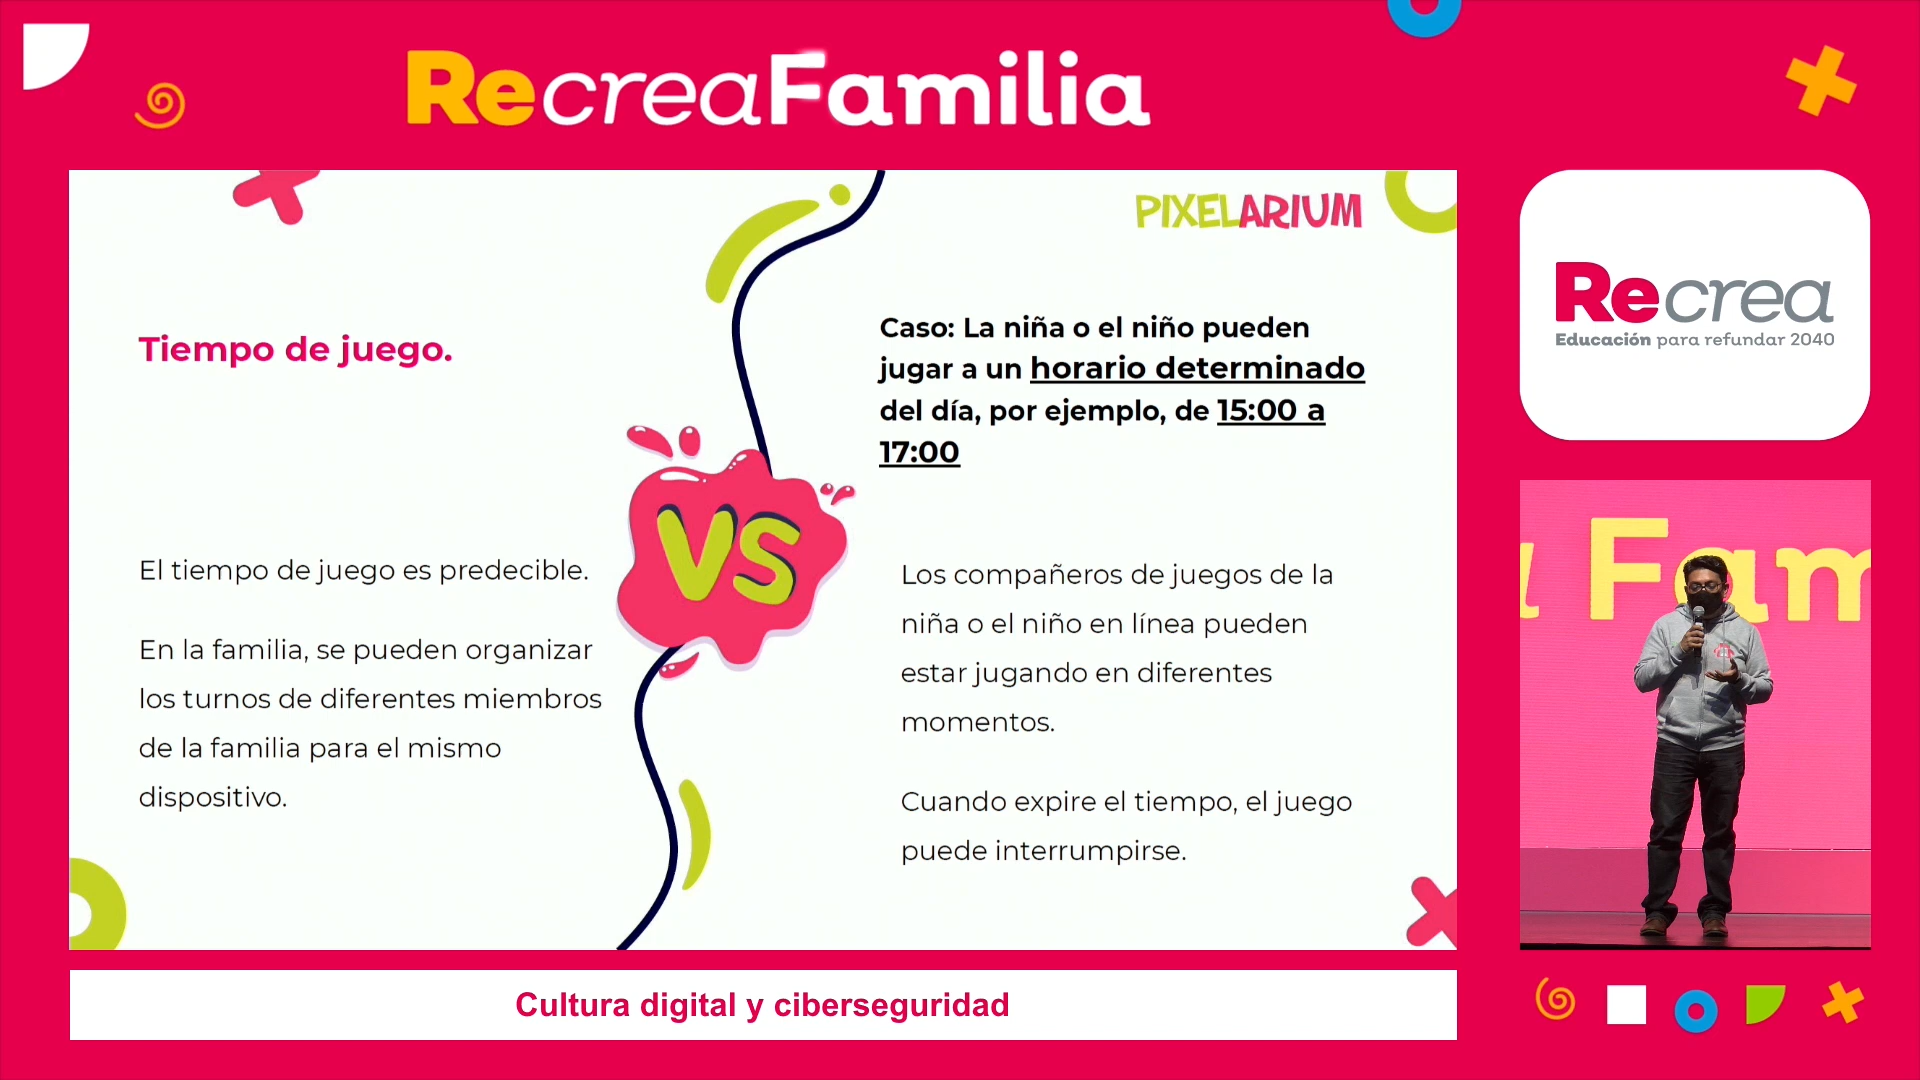 RecreaFamilia
PIXELARIUM
Tiempo de juego.
Caso: La niña o el niño pueden
jugar a un horario determinado
del día, por ejemplo, de 15:00 a
17:00
VS
El tiempo de juego es predecible.
En la familia, se pueden organizar
los turnos de diferentes miembros
de la familia para el mismo
dispositivo.
Los compañeros de juegos de la
niña o el niño en línea pueden
estar jugando en diferentes
momentos.
Cuando expire el tiempo, el juego
puede interrumpirse.
Recrea
Educación para refundar 2040
a Fam
Cultura digital y ciberseguridad